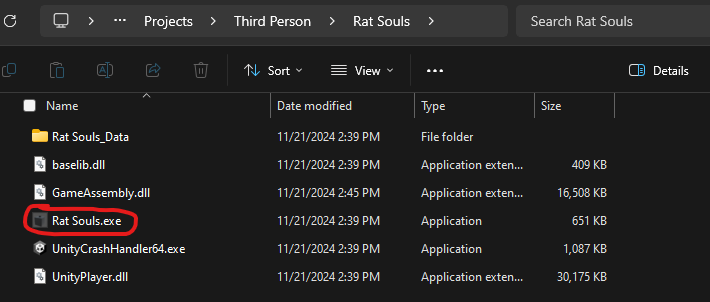 Projects > Third Person > Rat Souls >
Search Rat Souls
Sort View Details
Name Date modified Type Size
Rat Souls_Data 11/21/2024 2:39 PM File folder
baselib.dll 11/21/2024 2:39 PM Application exten... 409 KB
GameAssembly.dll 11/21/2024 2:45 PM Application exten... 16,508 KB
Rat Souls.exe 11/21/2024 2:39 PM Application 651 KB
UnityCrashHandler64.exe 11/21/2024 2:39 PM Application 1,087 KB
UnityPlayer.dll 11/21/2024 2:39 PM Application exten... 30,175 KB